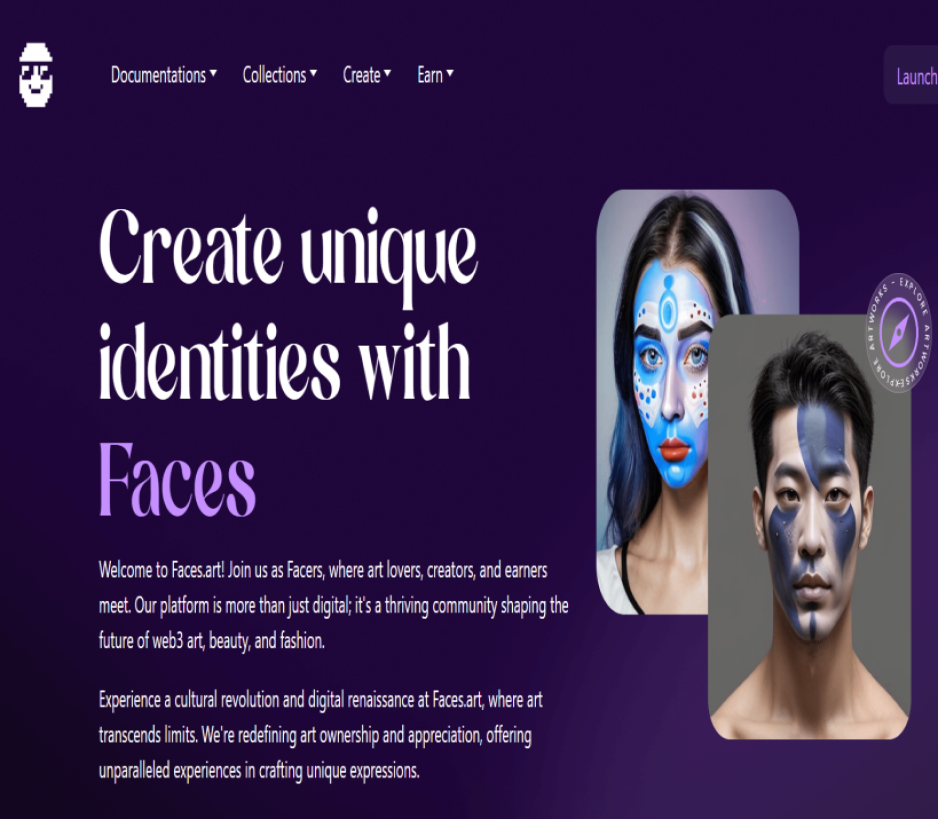 Documentations
Collections
Create
Earn
Launch
Create unique
identities with
Faces
EXPLORE ARTWORKS - EXPLORE ARTWORKS
Welcome to Faces.art! Join us as Facers, where art lovers, creators, and earners
meet. Our platform is more than just digital; it's a thriving community shaping the
future of web3 art, beauty, and fashion.
Experience a cultural revolution and digital renaissance at Faces.art, where art
transcends limits. We're redefining art ownership and appreciation, offering
unparalleled experiences in crafting unique expressions.